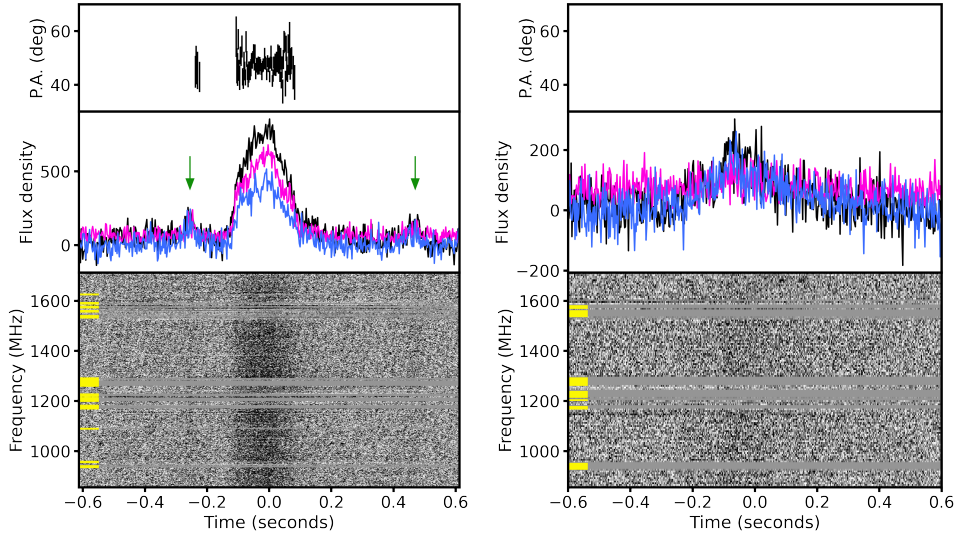 P.A. (deg)
60
40
Flux density
500
0
Frequency (MHz)
1600
1400
1200
1000
−0.6 −0.4 −0.2 0.0 0.2 0.4 0.6
Time (seconds)
P.A. (deg)
60
40
Flux density
200
0
−200
Frequency (MHz)
1600
1400
1200
1000
−0.6 −0.4 −0.2 0.0 0.2 0.4 0.6
Time (seconds)